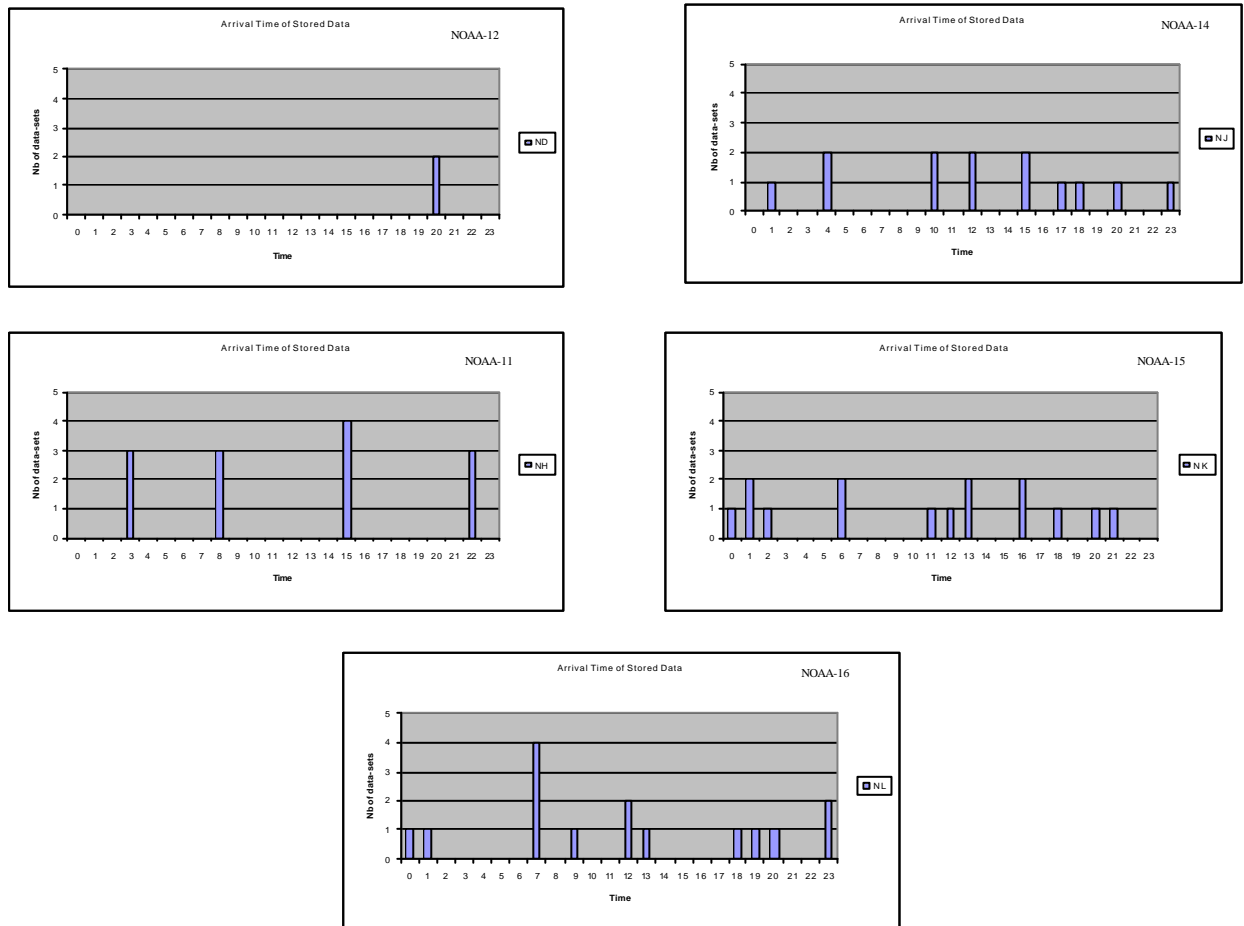 Arrival Time of Stored Data
NOAA-12
Nb of data-sets
5
4
3
2
1
0
0 1 2 3 4 5 6 7 8 9 10 11 12 13 14 15 16 17 18 19 20 21 22 23
Time
ND
Arrival Time of Stored Data
NOAA-14
Nb of data-sets
5
4
3
2
1
0
0 1 2 3 4 5 6 7 8 9 10 11 12 13 14 15 16 17 18 19 20 21 22 23
Time
NJ
Arrival Time of Stored Data
NOAA-11
Nb of data-sets
5
4
3
2
1
0
0 1 2 3 4 5 6 7 8 9 10 11 12 13 14 15 16 17 18 19 20 21 22 23
Time
NH
Arrival Time of Stored Data
NOAA-15
Nb of data-sets
5
4
3
2
1
0
0 1 2 3 4 5 6 7 8 9 10 11 12 13 14 15 16 17 18 19 20 21 22 23
Time
NK
Arrival Time of Stored Data
NOAA-16
Nb of data-sets
5
4
3
2
1
0
0 1 2 3 4 5 6 7 8 9 10 11 12 13 14 15 16 17 18 19 20 21 22 23
Time
NL